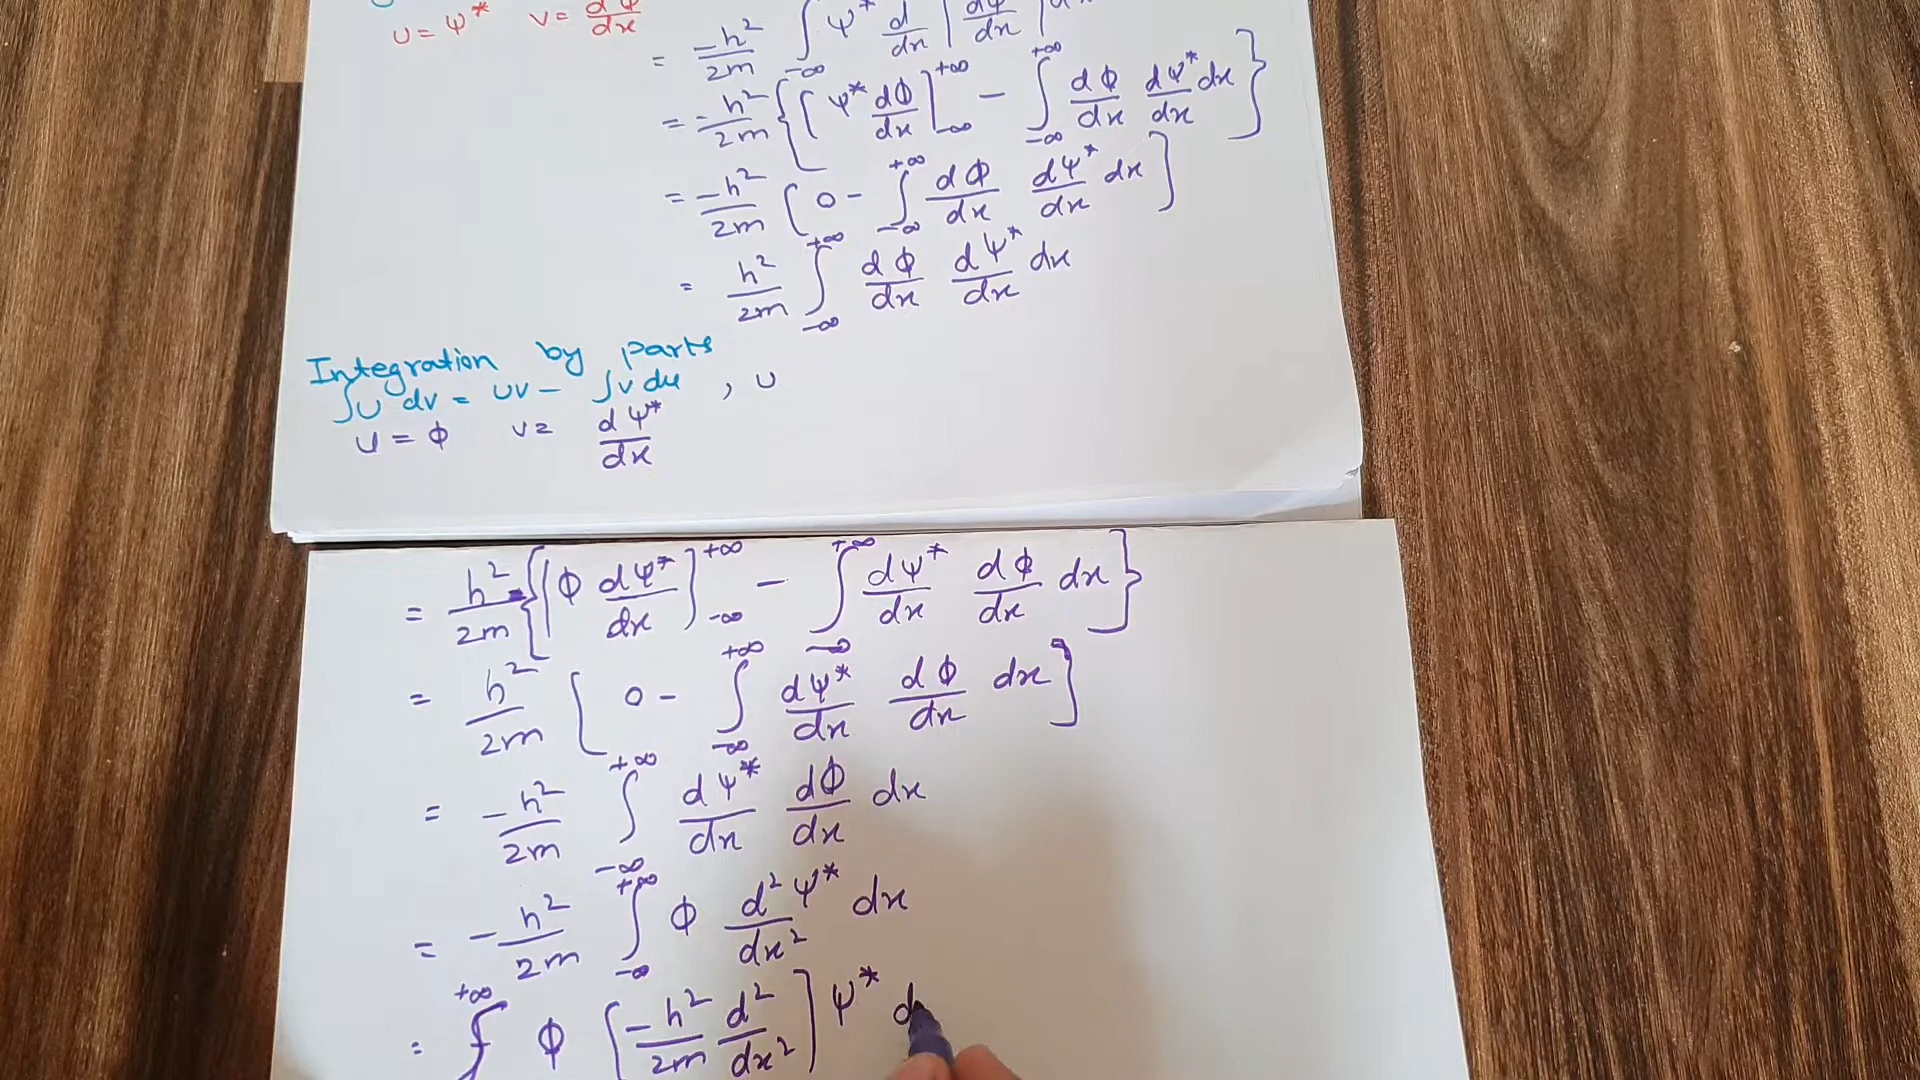 U = ψ* V = dφ/dx
= -h²/2m ∫_{-∞} ψ* d/dx [dφ/dx] dx
= -h²/2m {[ψ* dφ/dx]_{-∞}^{+∞} - ∫_{-∞}^{+∞} dφ/dx dψ*/dx dx}
= -h²/2m [0 - ∫_{-∞}^{+∞} dφ/dx dψ*/dx dx]
= h²/2m ∫_{-∞}^{+∞} dφ/dx dψ*/dx dx
Integration by parts
∫U dv = UV - ∫v du , U
U = φ V = dψ*/dx
= h²/2m {[φ dψ*/dx]_{-∞}^{+∞} - ∫_{-∞}^{+∞} dψ*/dx dφ/dx dx}
= h²/2m [0 - ∫_{-∞}^{+∞} dψ*/dx dφ/dx dx]
= -h²/2m ∫_{-∞}^{+∞} dψ*/dx dφ/dx dx
= -h²/2m ∫_{-∞}^{+∞} φ d²ψ*/dx² dx
= ∫^{+∞} φ [-h²/2m d²/dx²] ψ* d